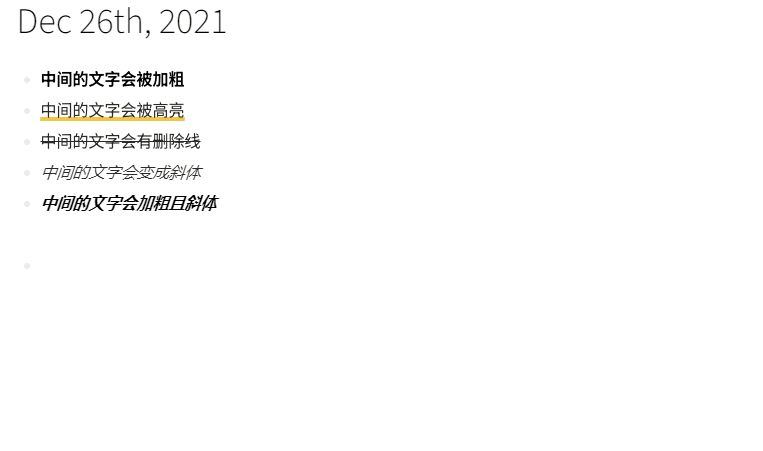 Dec 26th, 2021
中间的文字会被加粗
中间的文字会被高亮
中间的文字会有删除线
中间的文字会变成斜体
中间的文字会加粗且斜体